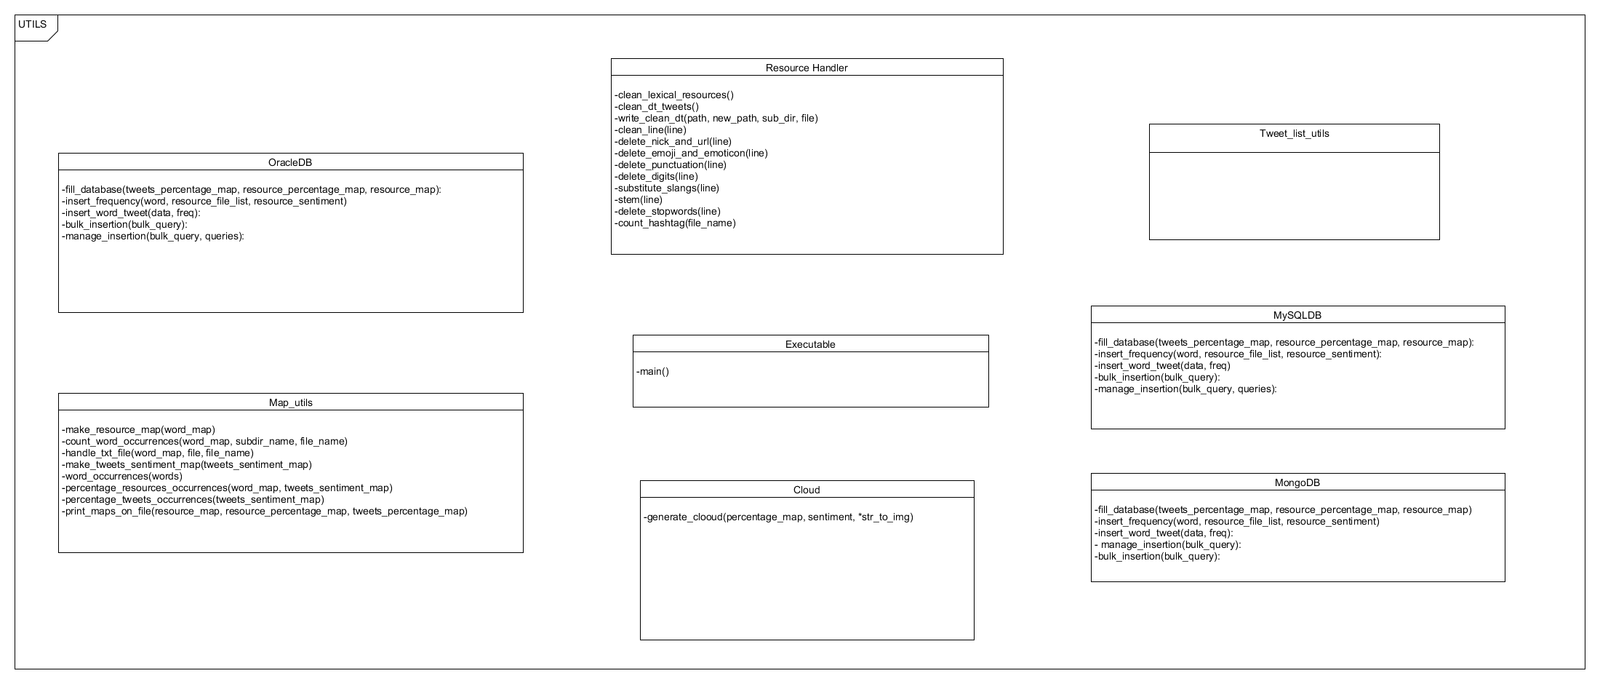 UTILS
Resource Handler
-clean_lexical_resources()
-clean_dt_tweets()
-write_clean_dt(path, new_path, sub_dir, file)
-clean_line(line)
-delete_nick_and_url(line)
-delete_emoji_and_emoticon(line)
-delete_punctuation(line)
-delete_digits(line)
-substitute_slangs(line)
-stem(line)
-delete_stopwords(line)
-count_hashtag(file_name)
Tweet_list_utils
OracleDB
-fill_database(tweets_percentage_map, resource_percentage_map, resource_map):
-insert_frequency(word, resource_file_list, resource_sentiment)
-insert_word_tweet(data, freq):
-bulk_insertion(bulk_query):
-manage_insertion(bulk_query, queries):
MySQLDB
-fill_database(tweets_percentage_map, resource_percentage_map, resource_map):
-insert_frequency(word, resource_file_list, resource_sentiment):
-insert_word_tweet(data, freq)
-bulk_insertion(bulk_query):
-manage_insertion(bulk_query, queries):
Executable
-main()
Map_utils
-make_resource_map(word_map)
-count_word_occurrences(word_map, subdir_name, file_name)
-handle_txt_file(word_map, file, file_name)
-make_tweets_sentiment_map(tweets_sentiment_map)
-word_occurrences(words)
-percentage_resources_occurrences(word_map, tweets_sentiment_map)
-percentage_tweets_occurrences(tweets_sentiment_map)
-print_maps_on_file(resource_map, resource_percentage_map, tweets_percentage_map)
Cloud
-generate_clooud(percentage_map, sentiment, *str_to_img)
MongoDB
-fill_database(tweets_percentage_map, resource_percentage_map, resource_map)
-insert_frequency(word, resource_file_list, resource_sentiment)
-insert_word_tweet(data, freq):
- manage_insertion(bulk_query):
-bulk_insertion(bulk_query):